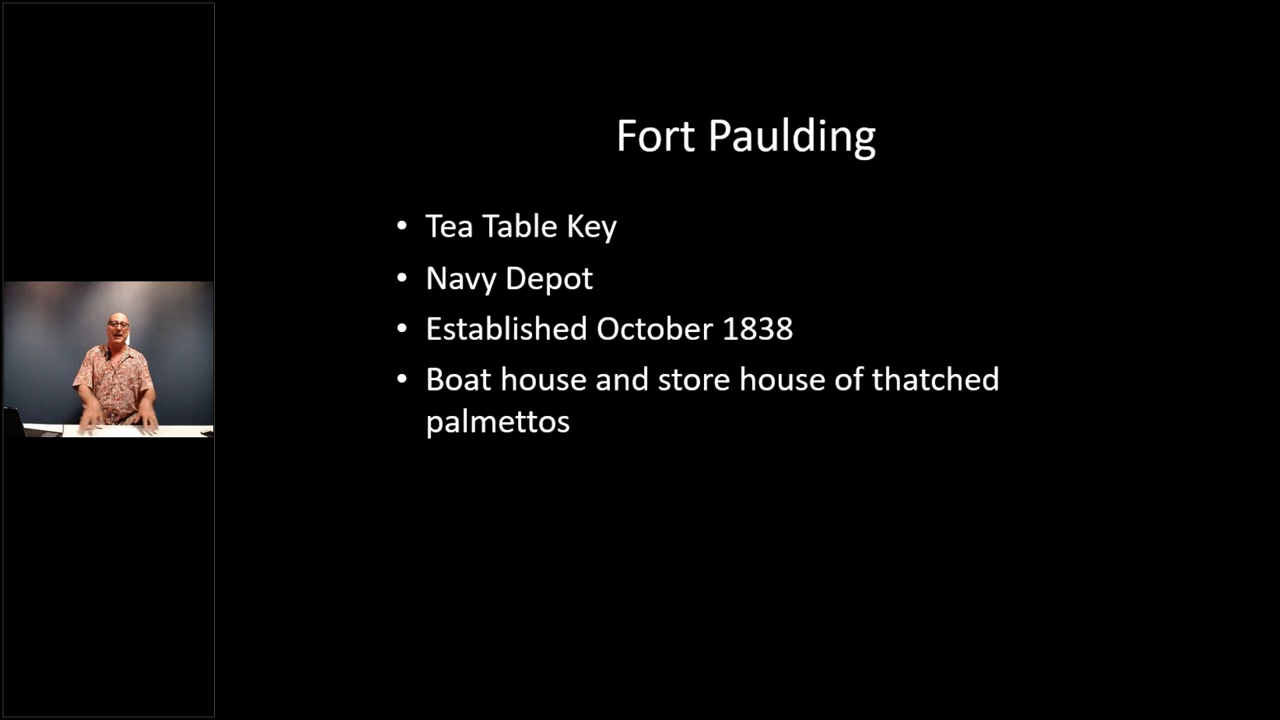 Fort Paulding
• Tea Table Key
• Navy Depot
• Established October 1838
• Boat house and store house of thatched
palmettos